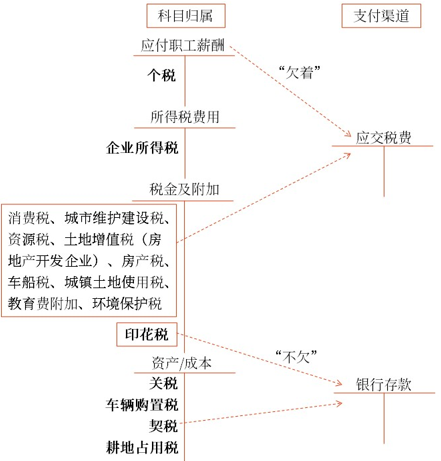 科目归属
支付渠道
应付职工薪酬
个税
“欠着”
所得税费用
企业所得税
应交税费
税金及附加
消费税、城市维护建设税、
资源税、土地增值税（房
地产开发企业）、房产税、
车船税、城镇土地使用税、
教育费附加、环境保护税
印花税
“不欠”
资产/成本
关税
银行存款
车辆购置税
契税
耕地占用税